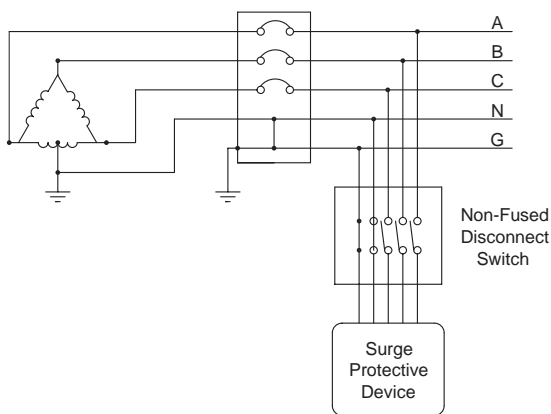 A
B
C
N
G
Non-Fused
Disconnect
Switch
Surge
Protective
Device